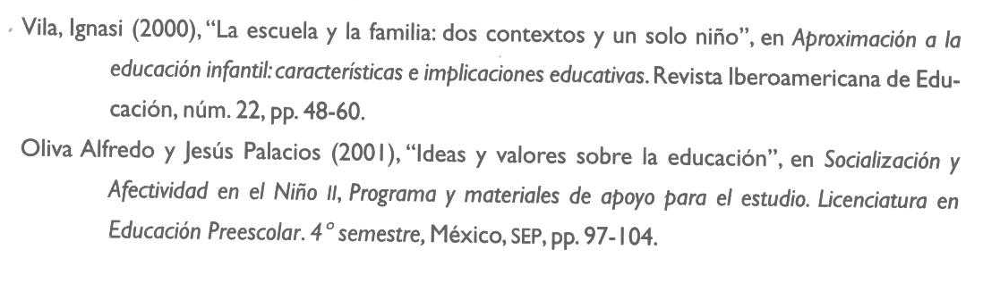 Vila, Ignasi (2000), “La escuela y la familia: dos contextos y un solo niño”, en Aproximación a la
educación infantil: características e implicaciones educativas. Revista Iberoamericana de Edu-
cación, núm. 22, pp. 48-60.
Oliva Alfredo y Jesús Palacios (2001), “Ideas y valores sobre la educación”, en Socialización y
Afectividad en el Niño II, Programa y materiales de apoyo para el estudio. Licenciatura en
Educación Preescolar. 4° semestre, México, SEP, pp. 97-104.